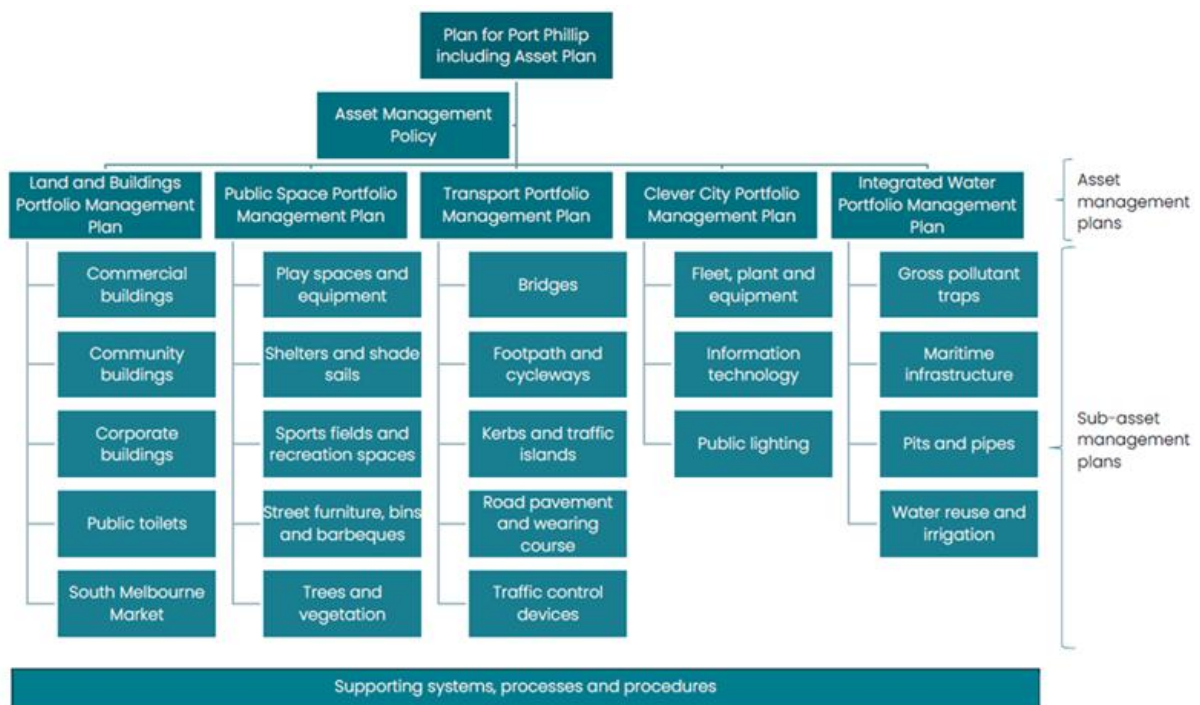 Plan for Port Phillip
including Asset Plan
Asset Management
Policy
Land and Buildings
Portfolio Management
Plan
Public Space Portfolio
Management Plan
Transport Portfolio
Management Plan
Clever City Portfolio
Management Plan
Integrated Water
Portfolio Management
Plan
Asset
management
plans
Commercial
buildings
Community
buildings
Corporate
buildings
Public toilets
South Melbourne
Market
Play spaces and
equipment
Shelters and shade
sails
Sports fields and
recreation spaces
Street furniture, bins
and barbeques
Trees and
vegetation
Bridges
Footpath and
cycleways
Kerbs and traffic
islands
Road pavement
and wearing
course
Traffic control
devices
Fleet, plant and
equipment
Information
technology
Public lighting
Gross pollutant
traps
Maritime
infrastructure
Pits and pipes
Water reuse and
irrigation
Sub-asset
management
plans
Supporting systems, processes and procedures